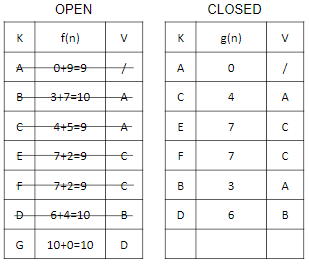 OPEN CLOSED
K f(n) V K g(n) V
A 0+9=9 / A 0 /
B 3+7=10 A C 4 A
C 4+5=9 A E 7 C
E 7+2=9 C F 7 C
F 7+2=9 C B 3 A
D 6+4=10 B D 6 B
G 10+0=10 D